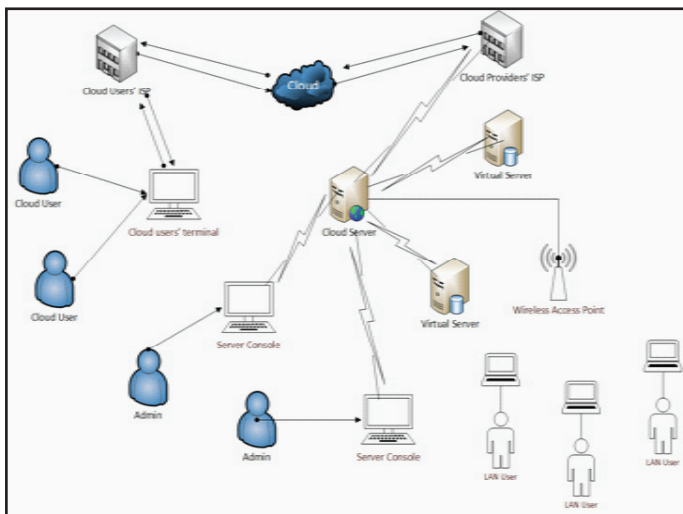 Cloud Users' ISP
Cloud
Cloud Providers' ISP
Virtual Server
Cloud User
Cloud users' terminal
Cloud Server
Cloud User
Virtual Server
Wireless Access Point
Server Console
Admin
Admin
Server Console
LAN User
LAN User
LAN User